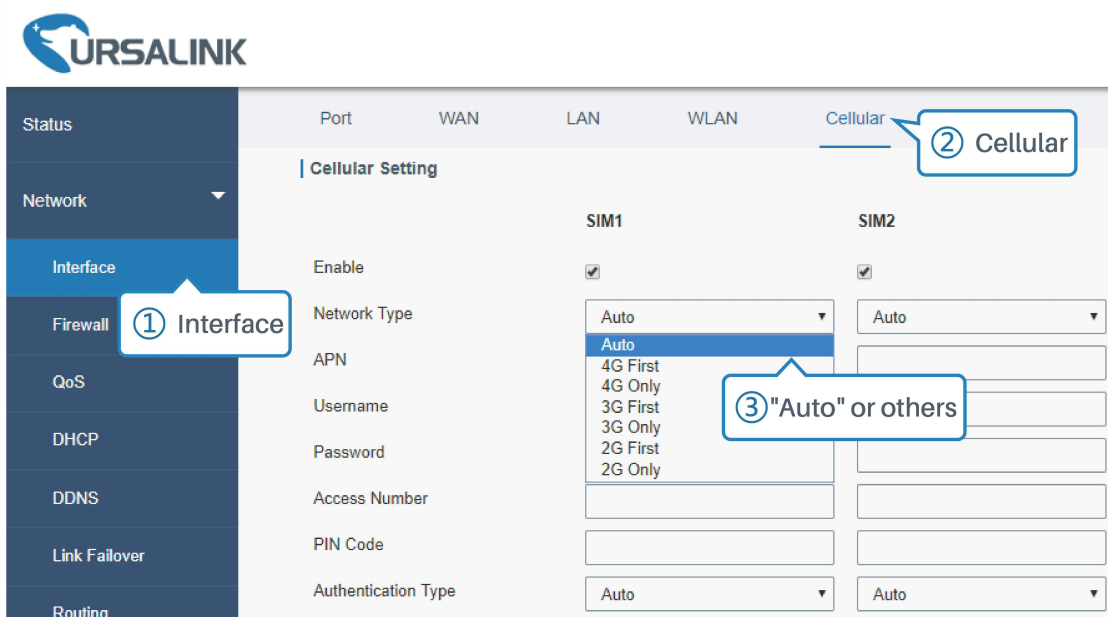 URSALINK
Status
Port WAN LAN WLAN Cellular
② Cellular
Cellular Setting
Network
SIM1 SIM2
Interface
Enable
① Interface
Firewall
Network Type Auto Auto
Auto
4G First
4G Only
3G First
3G Only
2G First
2G Only
③"Auto" or others
APN
QoS
Username
DHCP
Password
DDNS
Access Number
Link Failover
PIN Code
Authentication Type Auto Auto
Routing